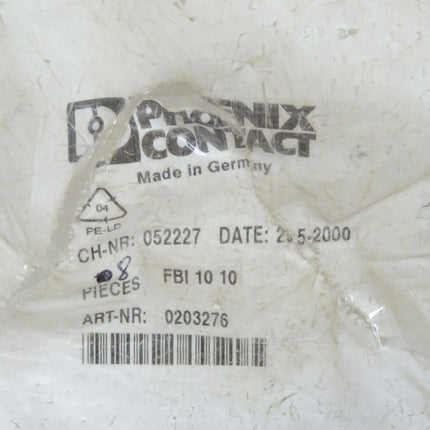 PHOENIX
CONTACT
Made in Germany
04
PE-LD
CH-NR: 052227 DATE: 2 5-2000
8
PIECES FBI 10 10
ART-NR: 0203276